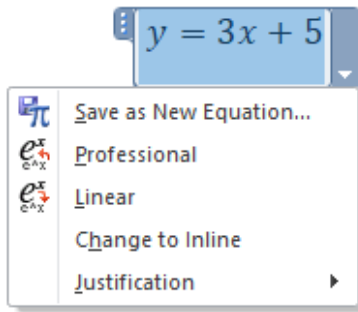 y = 3x + 5
Save as New Equation...
Professional
Linear
Change to Inline
Justification